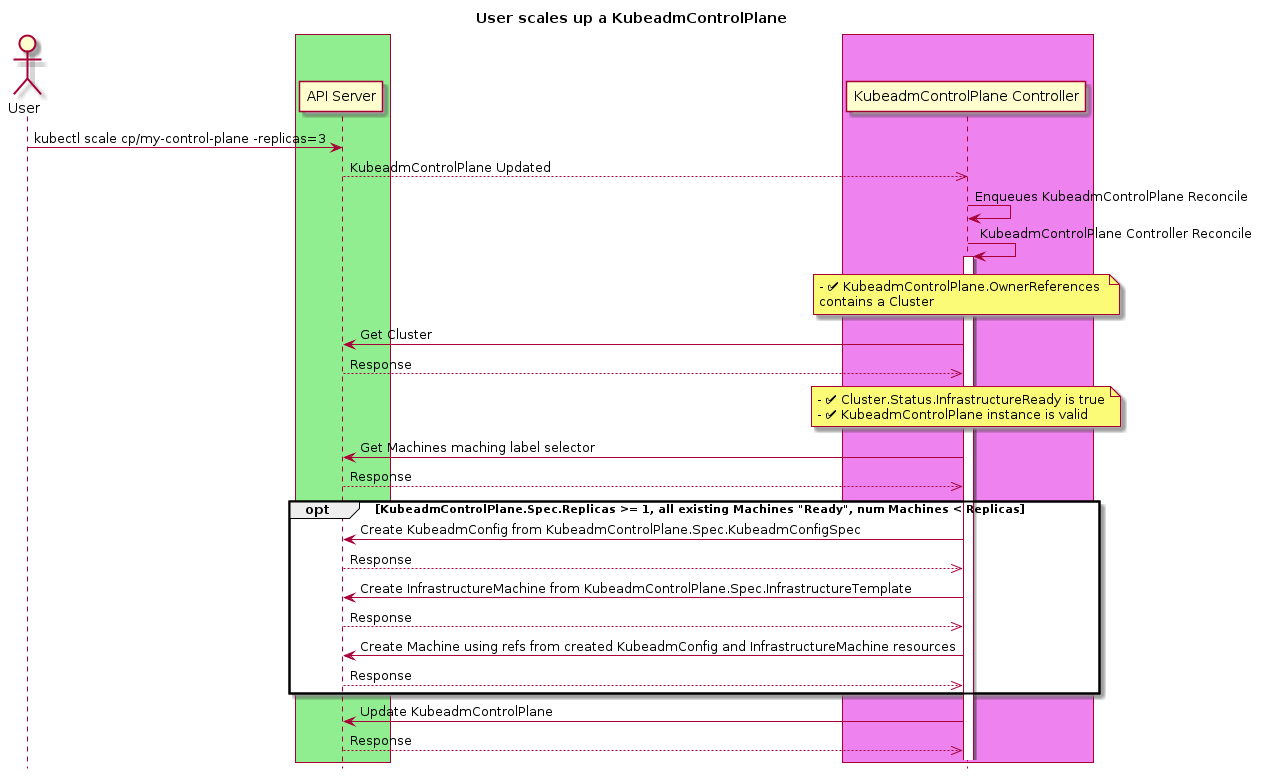 User scales up a KubeadmControlPlane
User
API Server
KubeadmControlPlane Controller
kubectl scale cp/my-control-plane -replicas=3
KubeadmControlPlane Updated
Enqueues KubeadmControlPlane Reconcile
KubeadmControlPlane Controller Reconcile
- ✔ KubeadmControlPlane.OwnerReferences
contains a Cluster
Get Cluster
Response
- ✔ Cluster.Status.InfrastructureReady is true
- ✔ KubeadmControlPlane instance is valid
Get Machines maching label selector
Response
opt [KubeadmControlPlane.Spec.Replicas >= 1, all existing Machines "Ready", num Machines < Replicas]
Create KubeadmConfig from KubeadmControlPlane.Spec.KubeadmConfigSpec
Response
Create InfrastructureMachine from KubeadmControlPlane.Spec.InfrastructureTemplate
Response
Create Machine using refs from created KubeadmConfig and InfrastructureMachine resources
Response
Update KubeadmControlPlane
Response